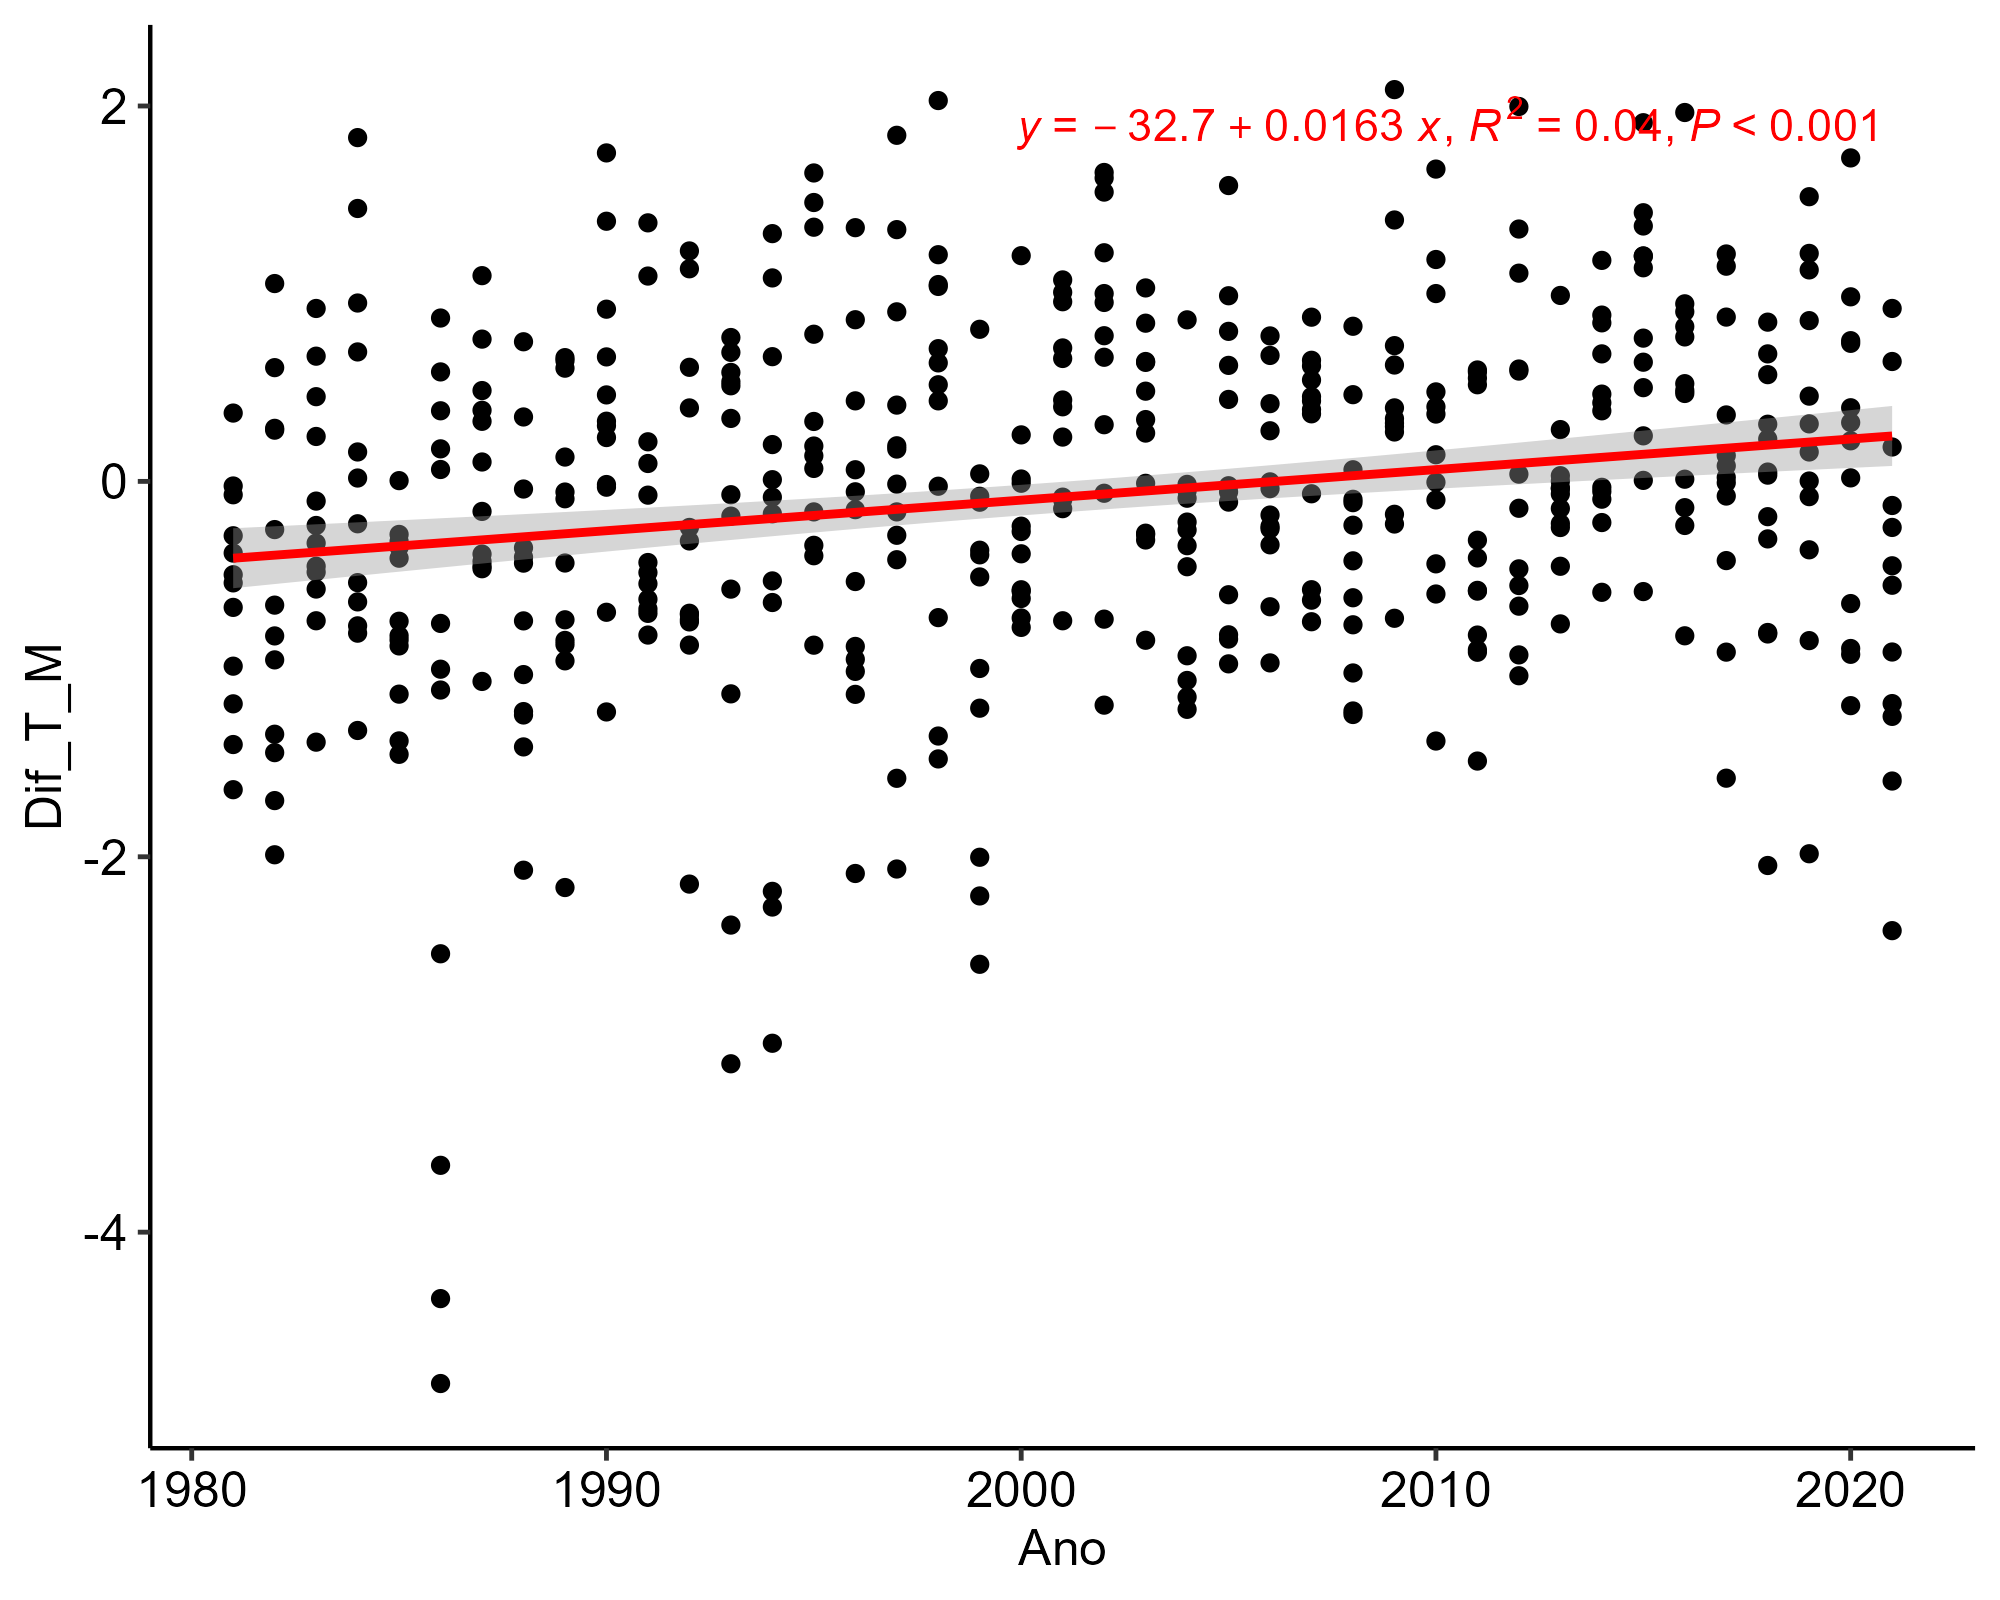 y = − 32.7 + 0.0163 x, R² = 0.04, P < 0.001
2
0
-2
-4
Dif_T_M
1980 1990 2000 2010 2020
Ano